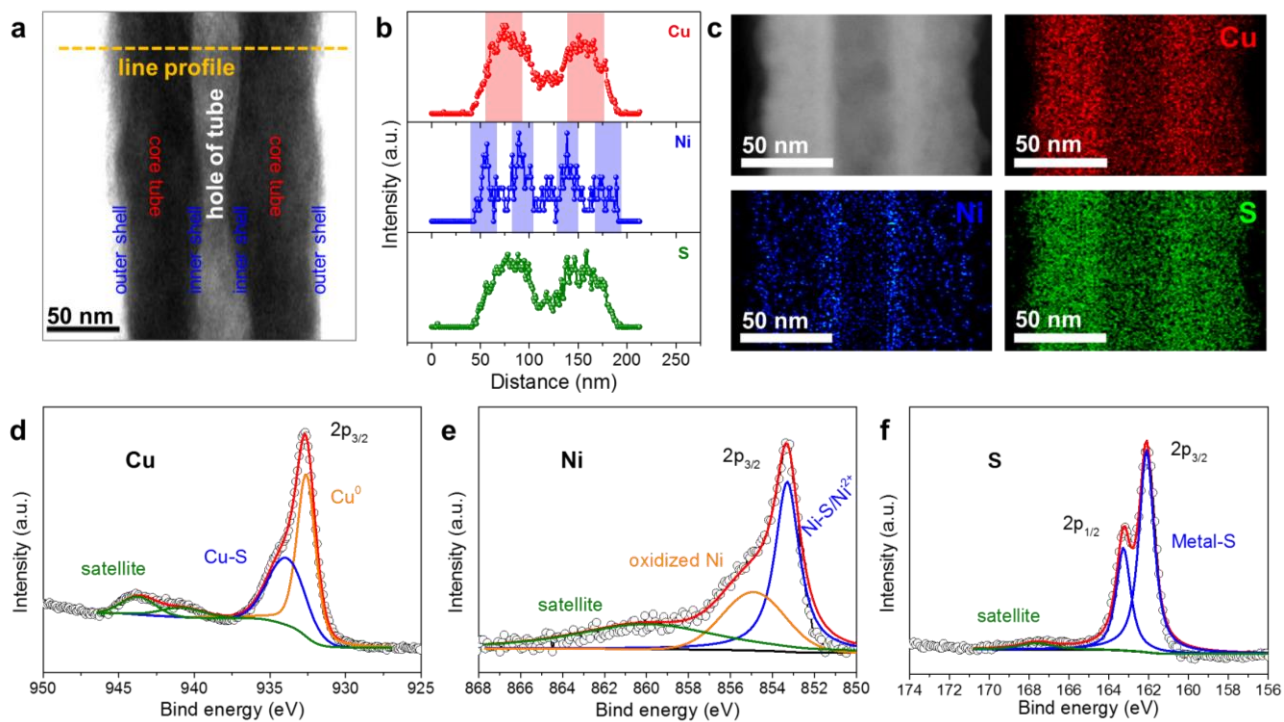 a
line profile
hole of tube
core tube
core tube
outer shell
inner shell
inner shell
outer shell
50 nm
b
Cu
Ni
S
Intensity (a.u.)
0 50 100 150 200 250
Distance (nm)
c
50 nm
Cu
50 nm
Ni
50 nm
S
50 nm
d
Cu
2p3/2
Cu0
Cu-S
satellite
Intensity (a.u.)
950 945 940 935 930 925
Bind energy (eV)
e
Ni
2p3/2
Ni-S/Ni2+
oxidized Ni
satellite
Intensity (a.u.)
868 866 864 862 860 858 856 854 852 850
Bind energy (eV)
f
S
2p3/2
2p1/2
Metal-S
satellite
Intensity (a.u.)
174 172 170 168 166 164 162 160 158 156
Bind energy (eV)